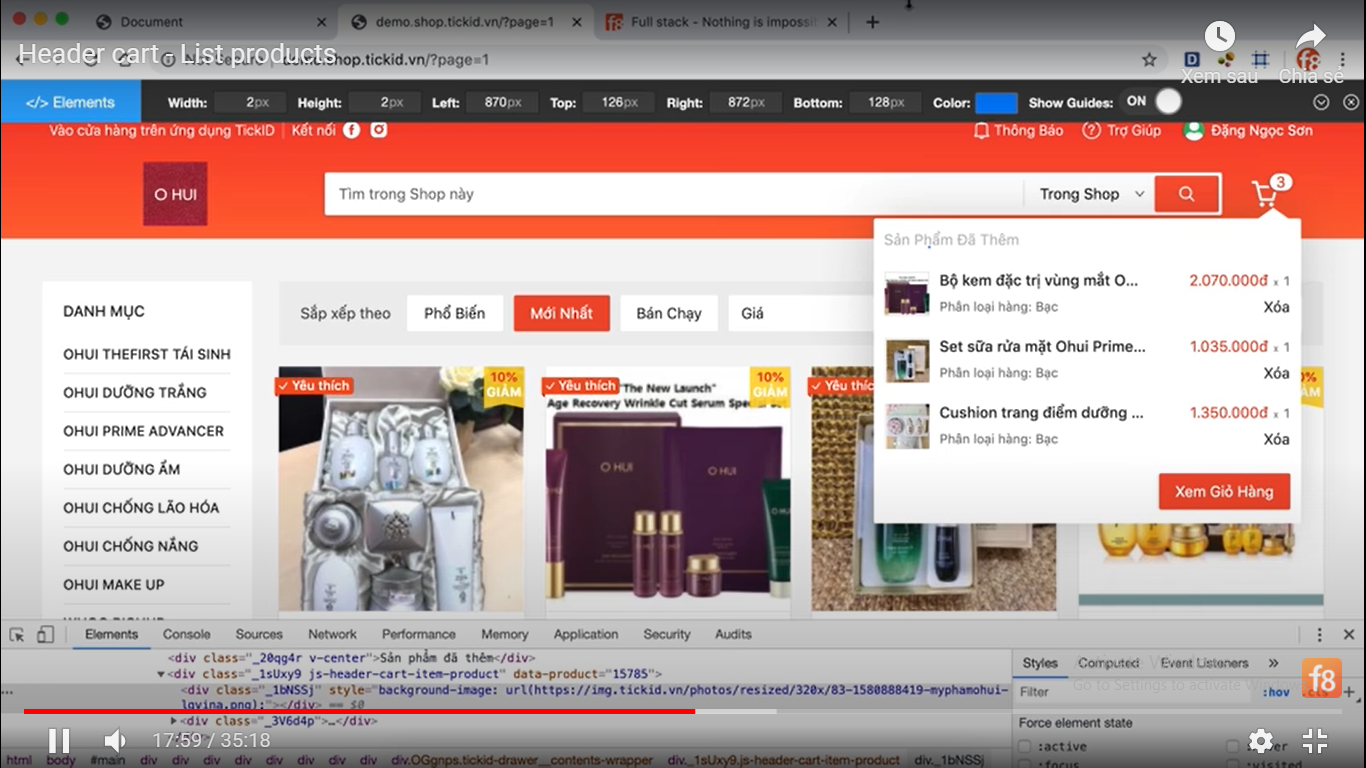 Document
demo.shop.tickid.vn/?page=1
Full stack - Nothing is impossib
Header cart - List products
Not Secure | demo.shop.tickid.vn/?page=1
Xem sau
Chia sẻ
</> Elements
Width: 2px
Height: 2px
Left: 870px
Top: 126px
Right: 872px
Bottom: 128px
Color:
Show Guides: ON
Vào cửa hàng trên ứng dụng TickID | Kết nối
Thông Báo
Trợ Giúp
Đặng Ngọc Sơn
O HUI
Tìm trong Shop này
Trong Shop
3
Sản Phẩm Đã Thêm
Bộ kem đặc trị vùng mắt O...
2.070.000đ x 1
Phân loại hàng: Bạc
Xóa
Set sữa rửa mặt Ohui Prime...
1.035.000đ x 1
Phân loại hàng: Bạc
Xóa
Cushion trang điểm dưỡng ...
1.350.000đ x 1
Phân loại hàng: Bạc
Xóa
Xem Giỏ Hàng
DANH MỤC
OHUI THEFIRST TÁI SINH
OHUI DƯỠNG TRẮNG
OHUI PRIME ADVANCER
OHUI DƯỠNG ẨM
OHUI CHỐNG LÃO HÓA
OHUI CHỐNG NẮNG
OHUI MAKE UP
Sắp xếp theo
Phổ Biến
Mới Nhất
Bán Chạy
Giá
Yêu thích
10%
GIẢM
Yêu thích
"The New Launch"
Age Recovery Wrinkle Cut Serum
10%
GIẢM
O HUI
O HUI
Yêu thíc
Elements
Console
Sources
Network
Performance
Memory
Application
Security
Audits
<div class="_20qg4r v-center">Sản phẩm đã thêm</div>
▼<div class="_1sUxy9 js-header-cart-item-product" data-product="15785">
<div class="_1bNSSj" style="background-image: url(https://img.tickid.vn/photos/resized/320x/83-1580888419-myphamohui-
lgvina.png);"></div> == $0
▶<div class="_3V6d4p">…</div>
Styles
Computed
Event Listeners
»
Activate Windows
Go to Settings to activate Windows.
Filter
:hov
.cls
+
f8
Force element state
:active
:hover
:focus
:visited
17:59 / 35:18
html body #main div div div div div div div div div.OGgnps.tickid-drawer__contents-wrapper div._1sUxy9.js-header-cart-item-product div._1bNSSj